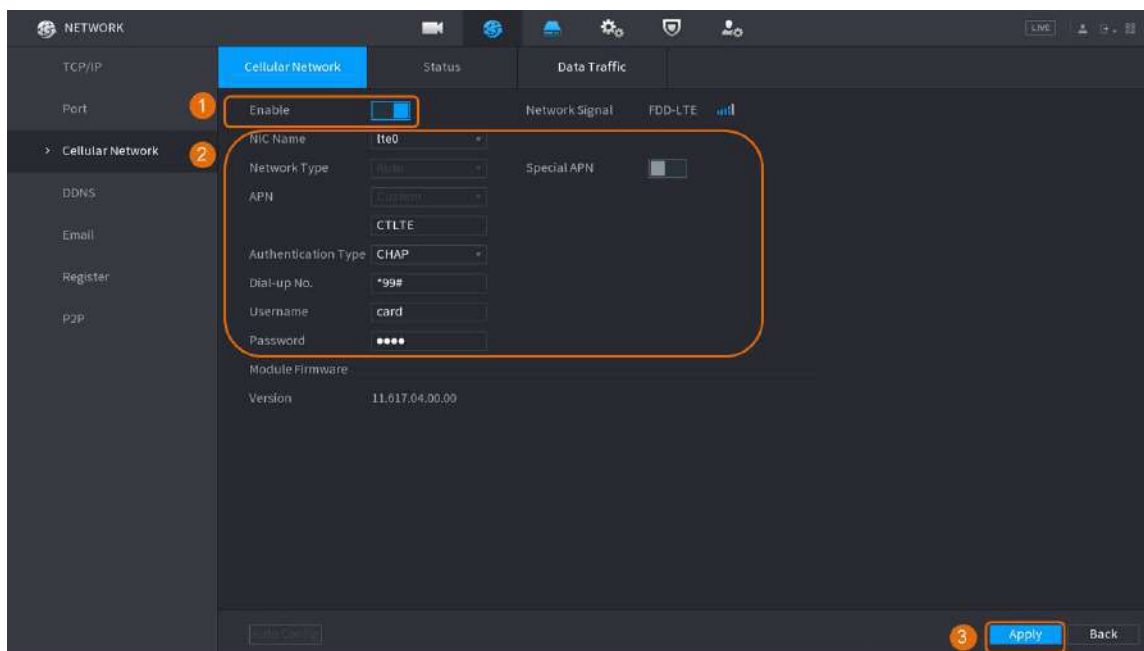 NETWORK
LIVE
TCP/IP
Port
Cellular Network
DDNS
Email
Register
P2P
Cellular Network Status Data Traffic
1 Enable Network Signal FDD-LTE
2
NIC Name lte0
Network Type Auto Special APN
APN Custom
CTLTE
Authentication Type CHAP
Dial-up No. *99#
Username card
Password ●●●●
Module Firmware
Version 11.617.04.00.00
Auto Config 3 Apply Back